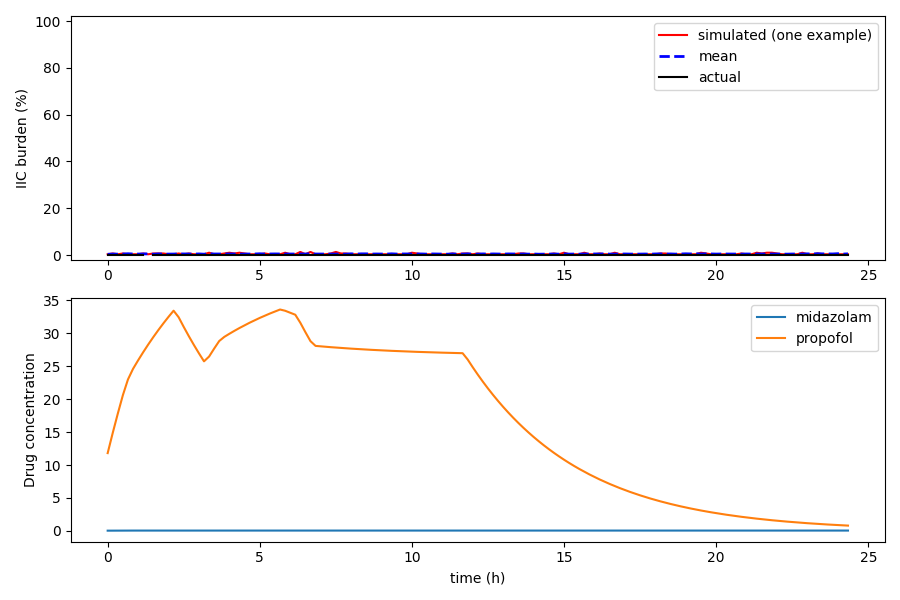 100
80
60
40
20
0
IIC burden (%)
simulated (one example)
mean
actual
0 5 10 15 20 25
35
30
25
20
15
10
5
0
Drug concentration
midazolam
propofol
0 5 10 15 20 25
time (h)